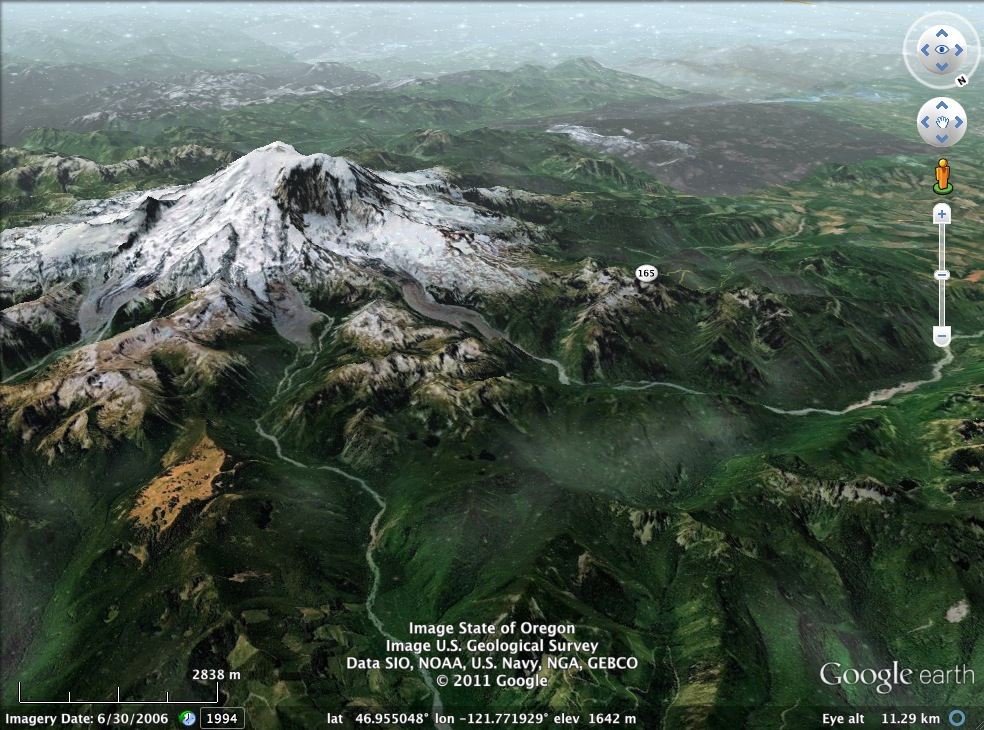 N
165
Image State of Oregon
Image U.S. Geological Survey
Data SIO, NOAA, U.S. Navy, NGA, GEBCO
© 2011 Google
2838 m
Google earth
Imagery Date: 6/30/2006 1994 lat 46.955048° lon -121.771929° elev 1642 m Eye alt 11.29 km